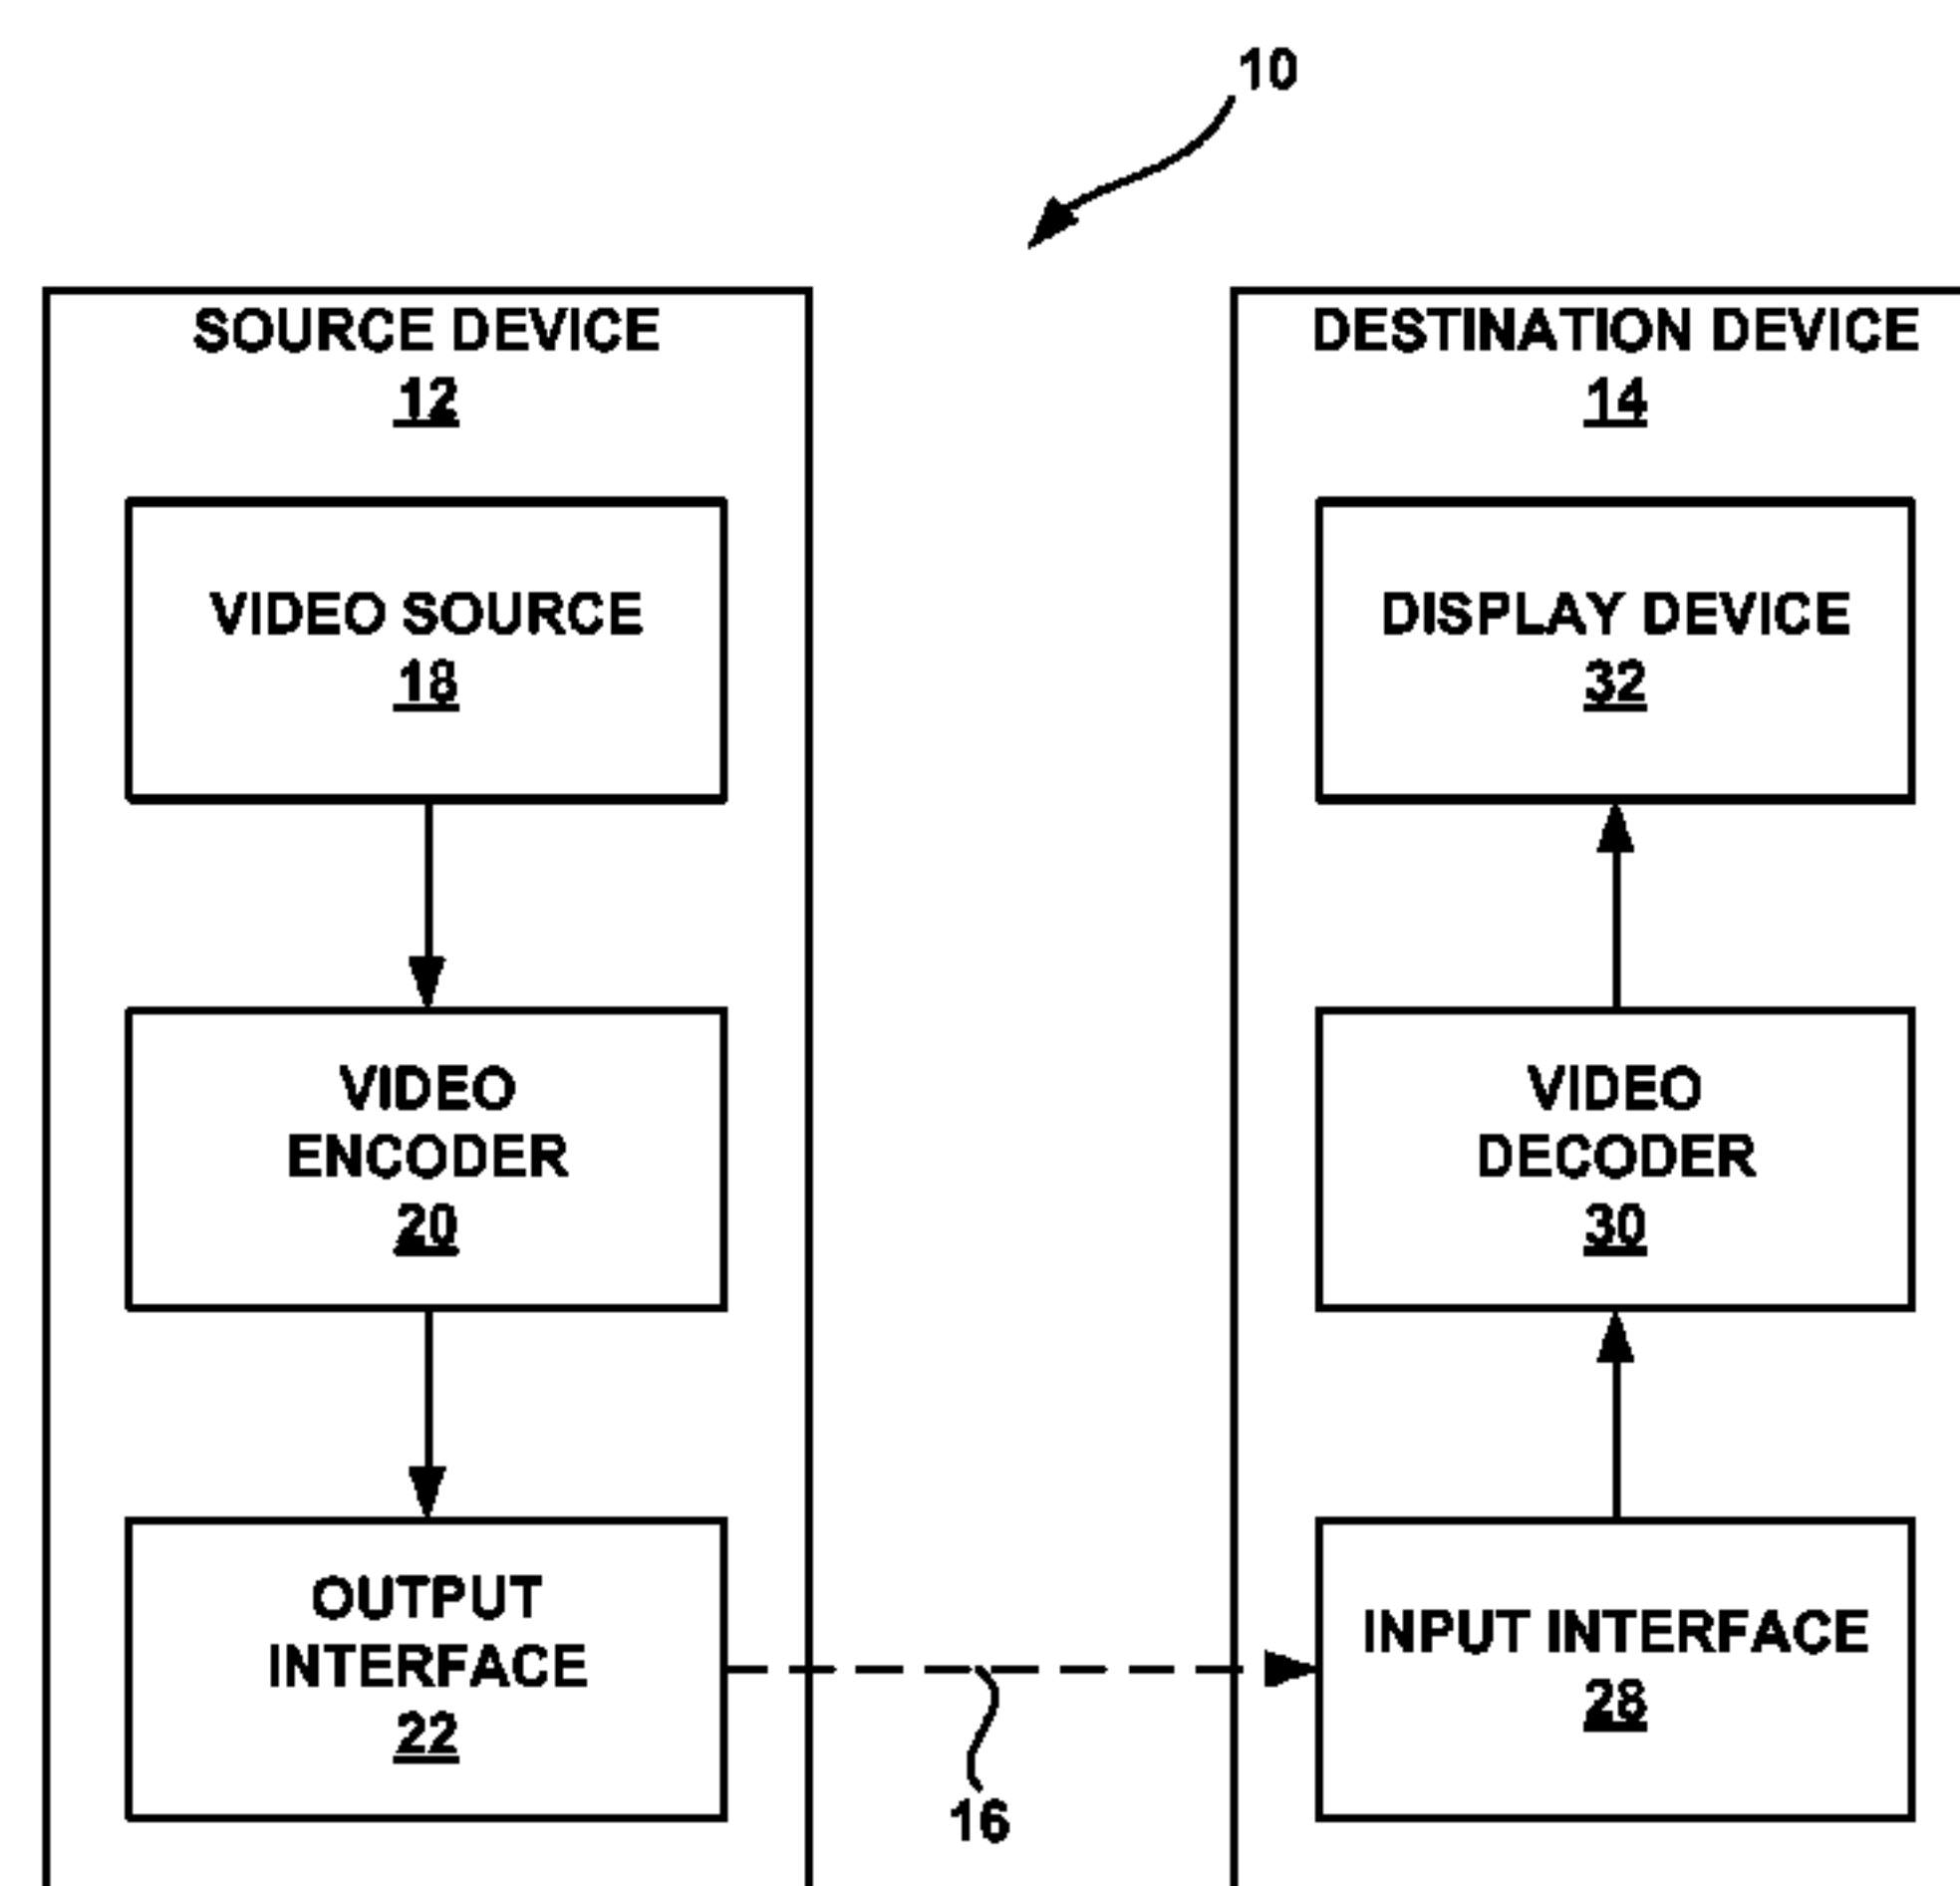 10
SOURCE DEVICE
12
VIDEO SOURCE
18
VIDEO
ENCODER
20
OUTPUT
INTERFACE
22
16
DESTINATION DEVICE
14
DISPLAY DEVICE
32
VIDEO
DECODER
30
INPUT INTERFACE
28